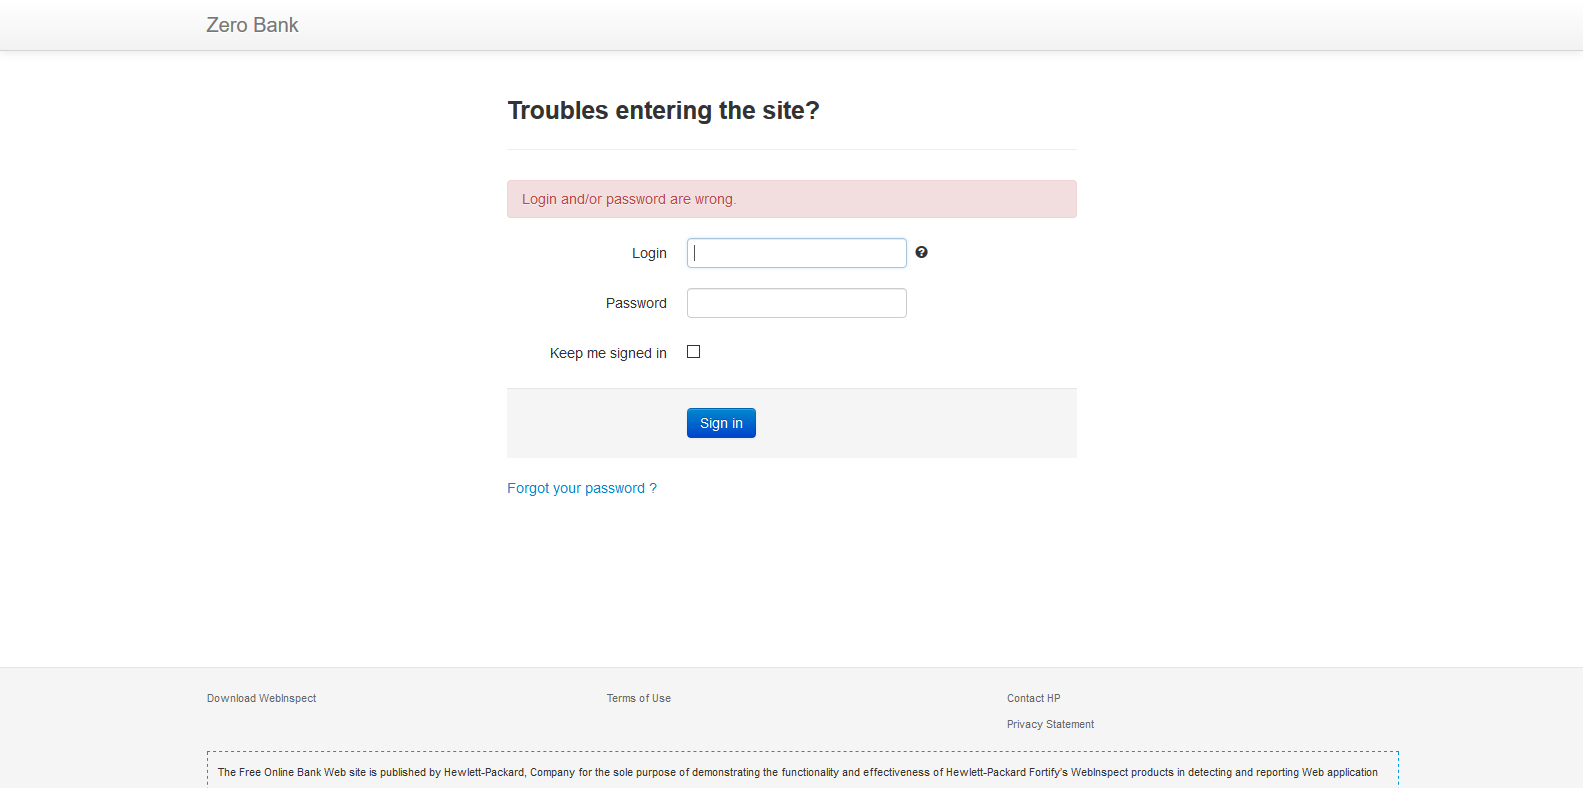 Zero Bank
Troubles entering the site?
Login and/or password are wrong.
Login
Password
Keep me signed in
Sign in
Forgot your password ?
Download WebInspect
Terms of Use
Contact HP
Privacy Statement
The Free Online Bank Web site is published by Hewlett-Packard, Company for the sole purpose of demonstrating the functionality and effectiveness of Hewlett-Packard Fortify's WebInspect products in detecting and reporting Web application